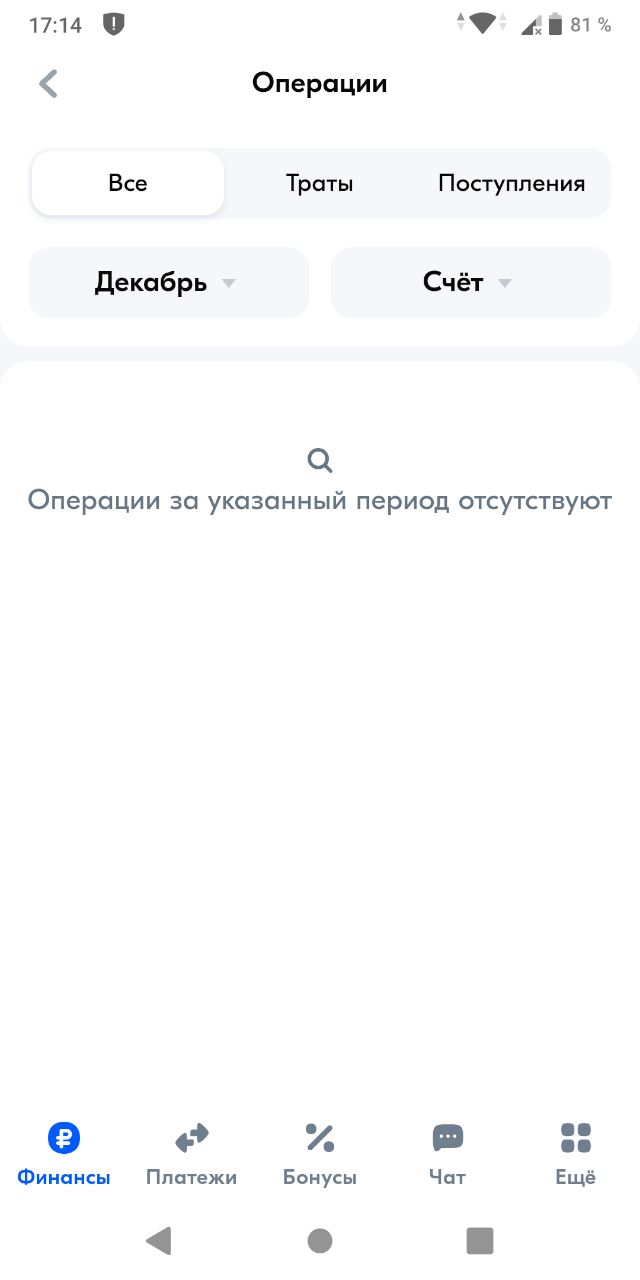 17:14
81 %
Операции
Все
Траты
Поступления
Декабрь
Счёт
Операции за указанный период отсутствуют
Финансы
Платежи
Бонусы
Чат
Ещё